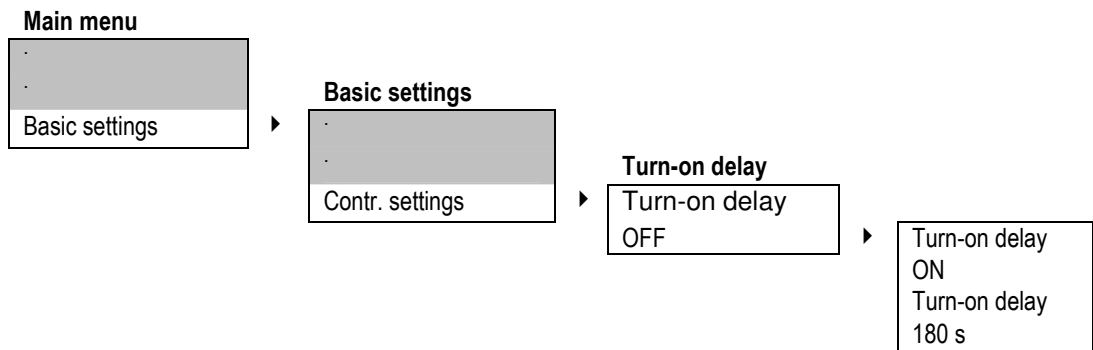 Main menu
.
.
Basic settings
Basic settings
.
.
Contr. settings
Turn-on delay
Turn-on delay
OFF
Turn-on delay
ON
Turn-on delay
180 s